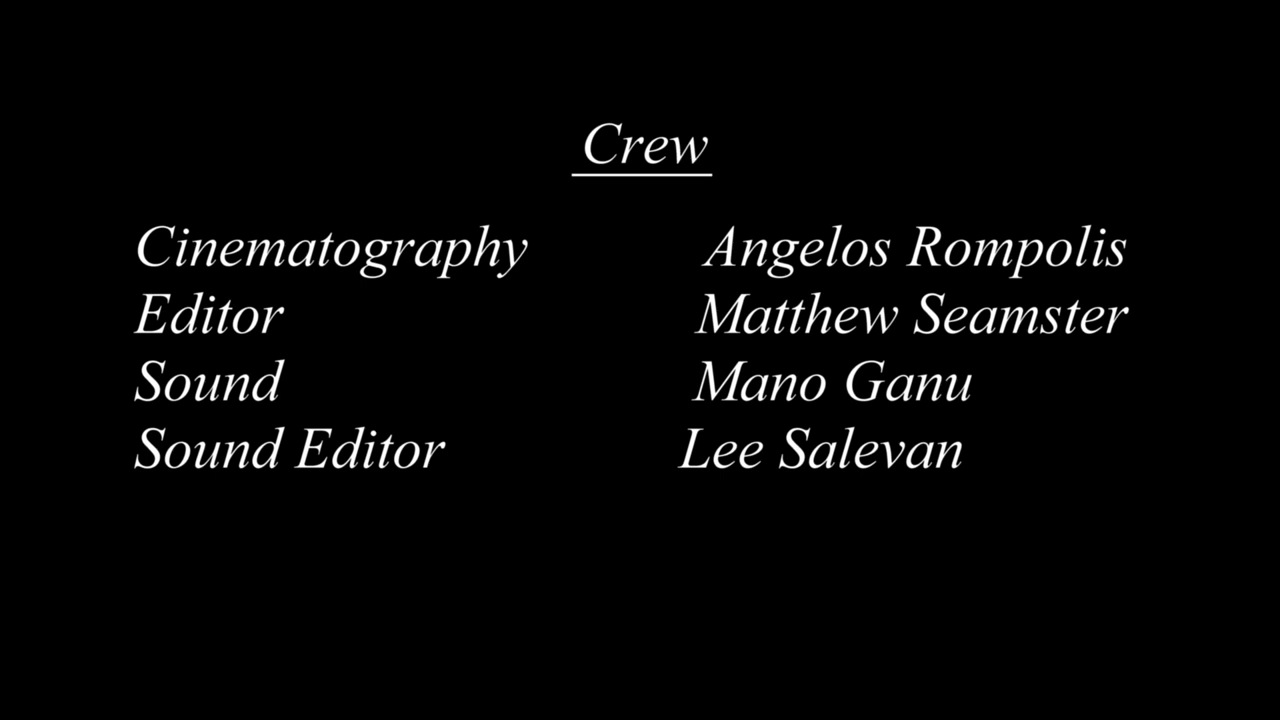 Crew
Cinematography Angelos Rompolis
Editor Matthew Seamster
Sound Mano Ganu
Sound Editor Lee Salevan